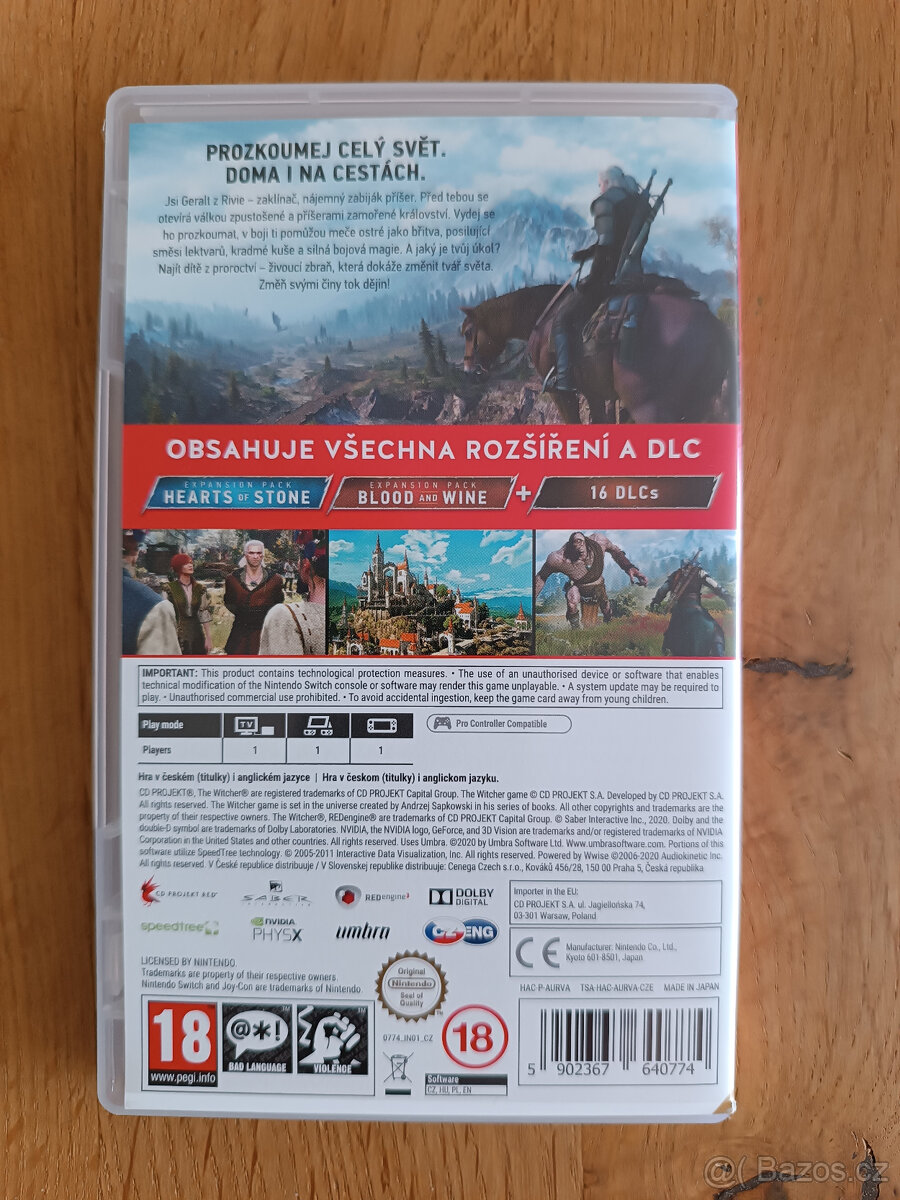 PROZKOUMEJ CELÝ SVĚT.
DOMA I NA CESTÁCH.
Jsi Geralt z Rivie – zaklínač, nájemný zabiják příšer. Před tebou se
otevírá válkou zpustošené a příšerami zamořené království. Vydej se
ho prozkoumat, v boji ti pomůžou meče ostré jako břitva, posilující
směsi lektvarů, kradmé kuše a silná bojová magie. A jaký je tvůj úkol?
Najít dítě z proroctví – živoucí zbraň, která dokáže změnit tvář světa.
Změň svými činy tok dějin!
OBSAHUJE VŠECHNA ROZŠÍŘENÍ A DLC
EXPANSION PACK
HEARTS OF STONE
EXPANSION PACK
BLOOD AND WINE
+
16 DLCs
IMPORTANT: This product contains technological protection measures. • The use of an unauthorised device or software that enables
technical modification of the Nintendo Switch console or software may render this game unplayable. • A system update may be required to
play. • Unauthorised commercial use prohibited. • To avoid accidental ingestion, keep the game card away from young children.
Play mode
TV
Pro Controller Compatible
Players 1 1 1
Hra v českém (titulky) i anglickém jazyce | Hra v českom (titulky) i anglickom jazyku.
CD PROJEKT®, The Witcher® are registered trademarks of CD PROJEKT Capital Group. The Witcher game © CD PROJEKT S.A. Developed by CD PROJEKT S.A.
All rights reserved. The Witcher game is set in the universe created by Andrzej Sapkowski in his series of books. All other copyrights and trademarks are the
property of their respective owners. The Witcher®, REDengine® are trademarks of CD PROJEKT Capital Group. © Saber Interactive Inc., 2020. Dolby and the
double-D symbol are trademarks of Dolby Laboratories. NVIDIA, the NVIDIA logo, GeForce, and 3D Vision are trademarks and/or registered trademarks of NVIDIA
Corporation in the United States and other countries. All rights reserved. Uses Umbra. ©2020 by Umbra Software Ltd. Www.umbrasoftware.com. Portions of this
software utilize SpeedTree technology. © 2005-2011 Interactive Data Visualization, Inc. All rights reserved. Powered by Wwise ©2006-2020 Audiokinetic Inc.
All rights reserved. V České republice distribuuje / V Slovenskej republike distribuuje: Cenega Czech s.r.o., Kováků 456/28, 150 00 Praha 5, Česká republika
CD PROJEKT RED
SABER
INTERACTIVE
REDengine3
DOLBY
DIGITAL
speedtree
NVIDIA
PHYSX
umbra
CZ ENG
Importer in the EU:
CD PROJEKT S.A. ul. Jagiellońska 74,
03-301 Warsaw, Poland
CE
Manufacturer: Nintendo Co., Ltd.,
Kyoto 601-8501, Japan
LICENSED BY NINTENDO.
Trademarks are property of their respective owners.
Nintendo Switch and Joy-Con are trademarks of Nintendo.
Original
Nintendo
Seal of
Quality
TM
HAC-P-AURVA TSA-HAC-AURVA-CZE MADE IN JAPAN
18
www.pegi.info
@*!
BAD LANGUAGE
VIOLENCE
0774_IN01_CZ
18
Software
CZ, HU, PL, EN
5 902367 640774
@( Bazos.cz